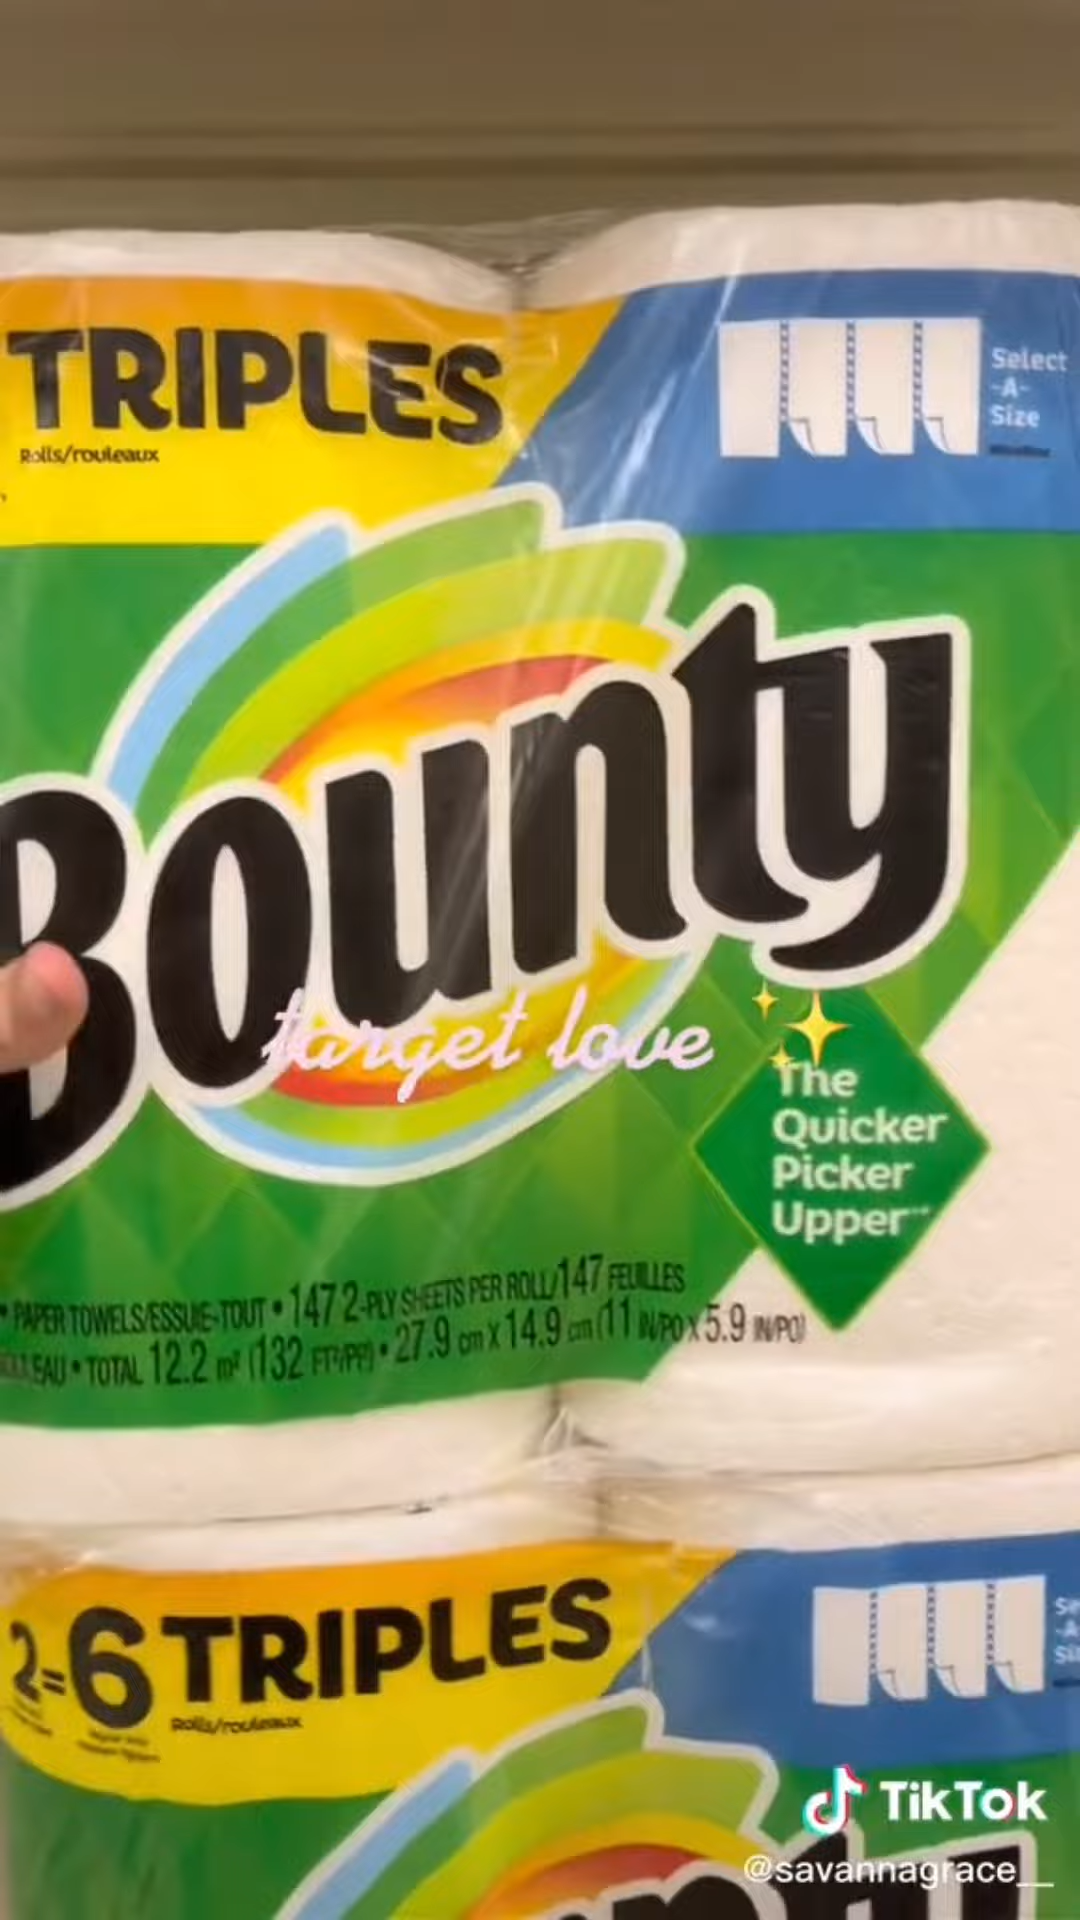 TRIPLES
Rolls/rouleaux
Select
-A-
Size
Bounty
target love
The
Quicker
Picker
Upper
• PAPER TOWELS/ESSUIE-TOUT • 147 2-PLY SHEETS PER ROLL/147 FEUILLES
• TOTAL 12.2 m² (132 FT²/PI²) • 27.9 cm X 14.9 cm (11 IN/PO X 5.9 IN/PO)
2=6 TRIPLES
Rolls/rouleaux
-A-
TikTok
@savannagrace__